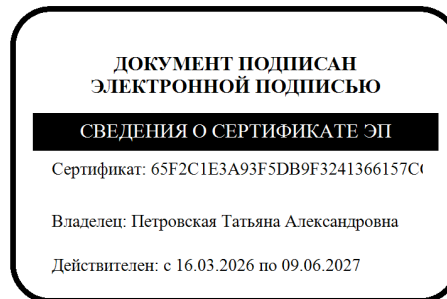 ДОКУМЕНТ ПОДПИСАН
ЭЛЕКТРОННОЙ ПОДПИСЬЮ
СВЕДЕНИЯ О СЕРТИФИКАТЕ ЭП
Сертификат: 65F2C1E3A93F5DB9F3241366157C
Владелец: Петровская Татьяна Александровна
Действителен: с 16.03.2026 по 09.06.2027